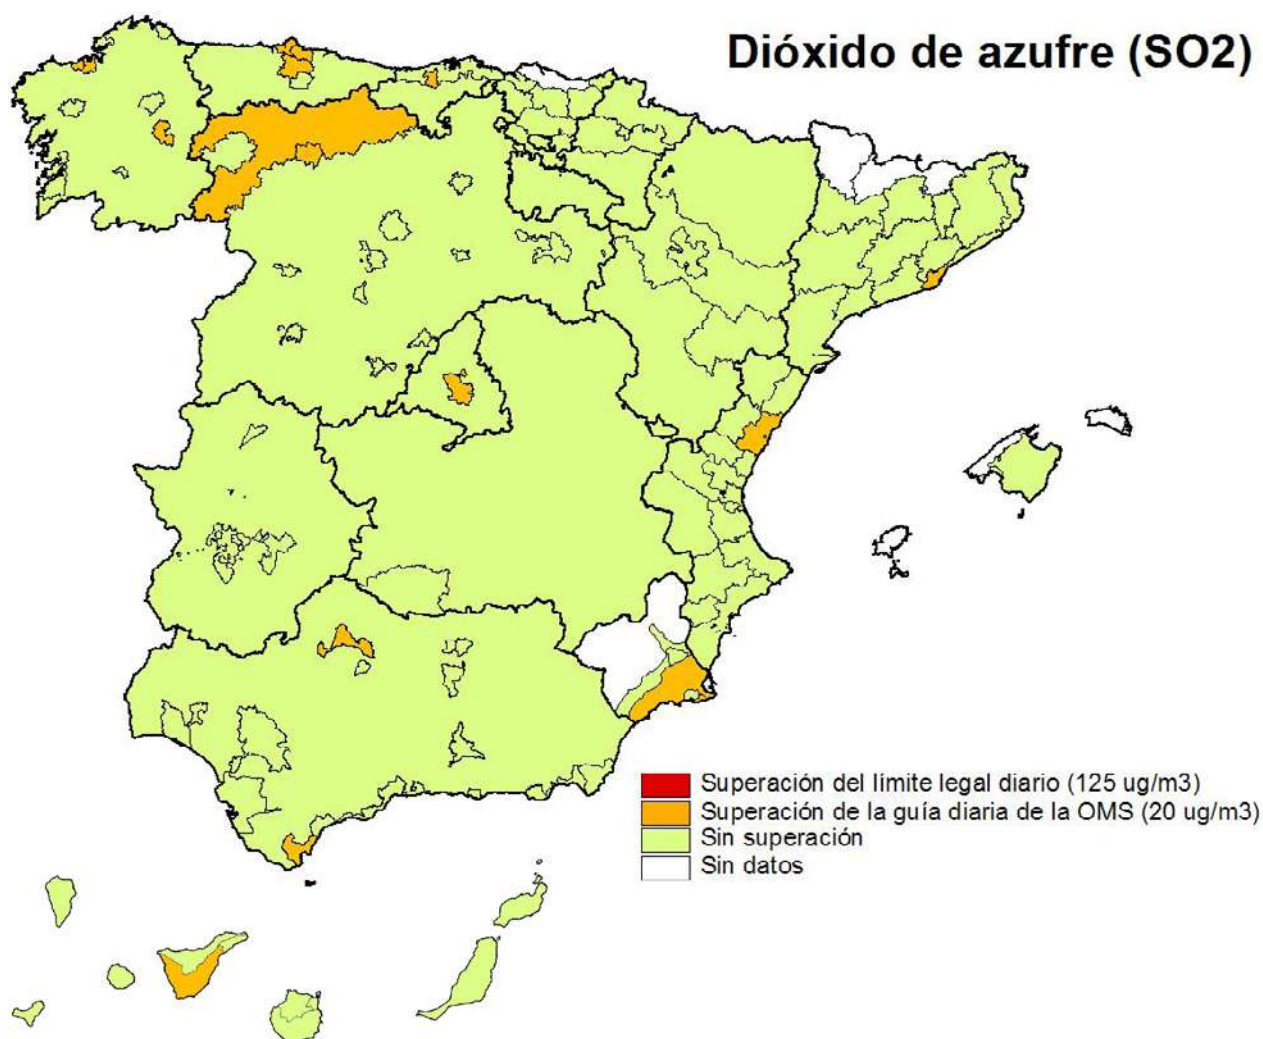 Dióxido de azufre (SO2)
Superación del límite legal diario (125 ug/m3)
Superación de la guía diaria de la OMS (20 ug/m3)
Sin superación
Sin datos